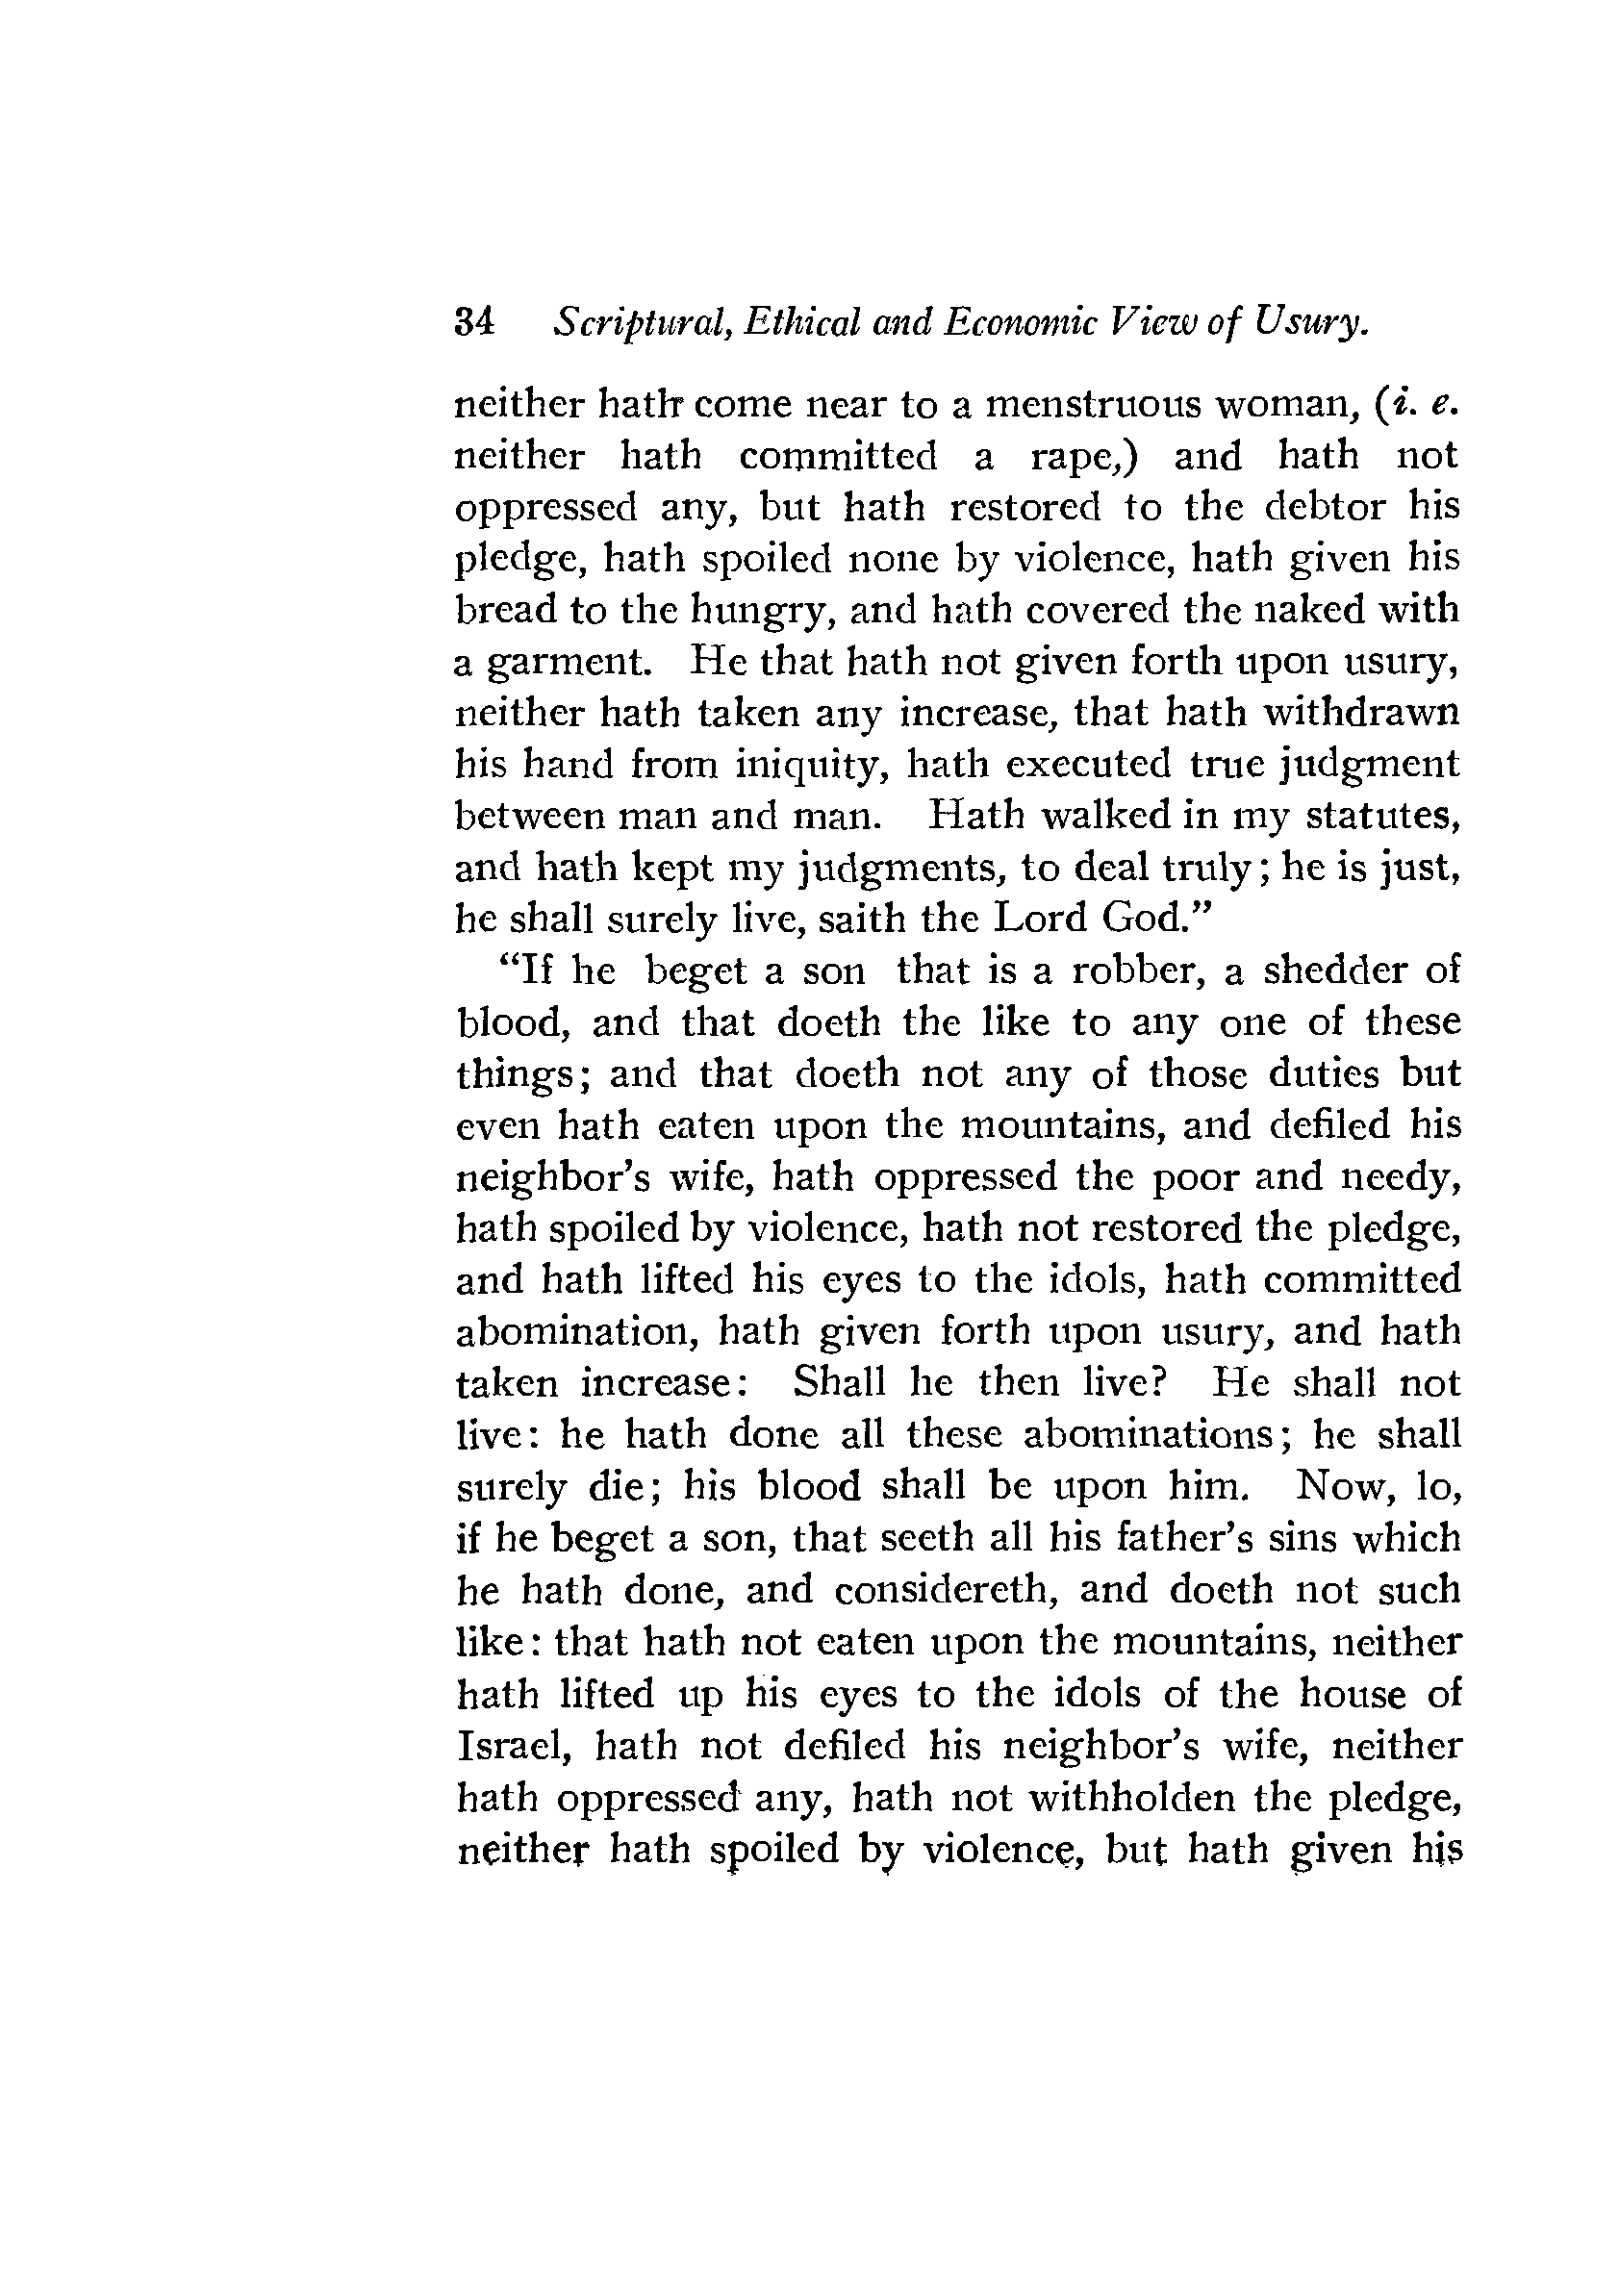 34 Scriptural, Ethical and Economic View of Usury.
neither hath come near to a menstruous woman, (i. e.
neither hath committed a rape,) and hath not
oppressed any, but hath restored to the debtor his
pledge, hath spoiled none by violence, hath given his
bread to the hungry, and hath covered the naked with
a garment. He that hath not given forth upon usury,
neither hath taken any increase, that hath withdrawn
his hand from iniquity, hath executed true judgment
between man and man. Hath walked in my statutes,
and hath kept my judgments, to deal truly; he is just,
he shall surely live, saith the Lord God.”
“If he beget a son that is a robber, a shedder of
blood, and that doeth the like to any one of these
things; and that doeth not any of those duties but
even hath eaten upon the mountains, and defiled his
neighbor’s wife, hath oppressed the poor and needy,
hath spoiled by violence, hath not restored the pledge,
and hath lifted his eyes to the idols, hath committed
abomination, hath given forth upon usury, and hath
taken increase: Shall he then live? He shall not
live: he hath done all these abominations; he shall
surely die; his blood shall be upon him. Now, lo,
if he beget a son, that seeth all his father’s sins which
he hath done, and considereth, and doeth not such
like: that hath not eaten upon the mountains, neither
hath lifted up his eyes to the idols of the house of
Israel, hath not defiled his neighbor’s wife, neither
hath oppressed any, hath not withholden the pledge,
neither hath spoiled by violence, but hath given his